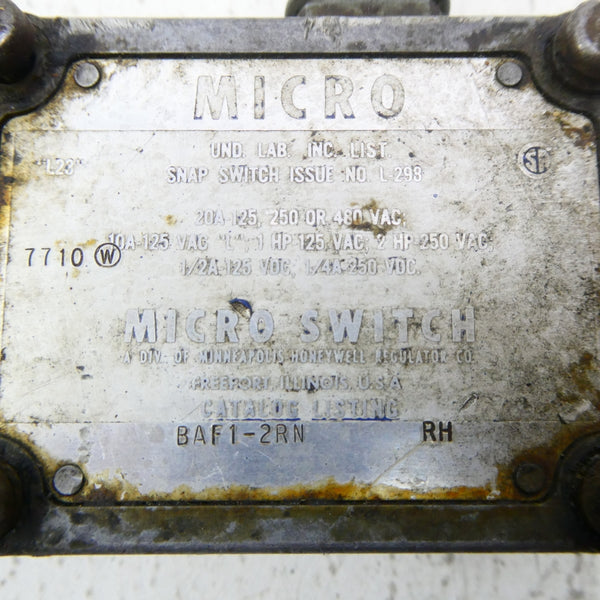 MICRO
UND. LAB. INC. LIST.
"L23" SNAP SWITCH ISSUE NO. L-298
20A-125, 250 OR 480 VAC;
10A-125 VAC "L"; 1 HP-125 VAC, 2 HP-250 VAC;
7710 W
1/2A-125 VDC, 1/4A-250 VDC.
MICRO SWITCH
A DIV. OF MINNEAPOLIS-HONEYWELL REGULATOR CO.
FREEPORT, ILLINOIS, U.S.A
CATALOG LISTING
BAF1-2RN RH